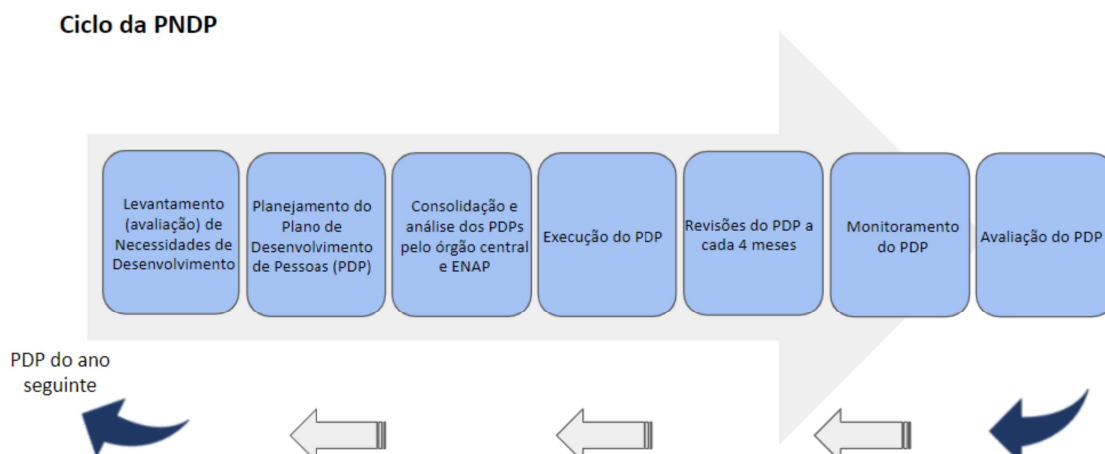 Ciclo da PNDP
Levantamento
(avaliação) de
Necessidades de
Desenvolvimento
Planejamento do
Plano de
Desenvolvimento
de Pessoas (PDP)
Consolidação e
análise dos PDPs
pelo órgão central
e ENAP
Execução do PDP
Revisões do PDP a
cada 4 meses
Monitoramento
do PDP
Avaliação do PDP
PDP do ano
seguinte